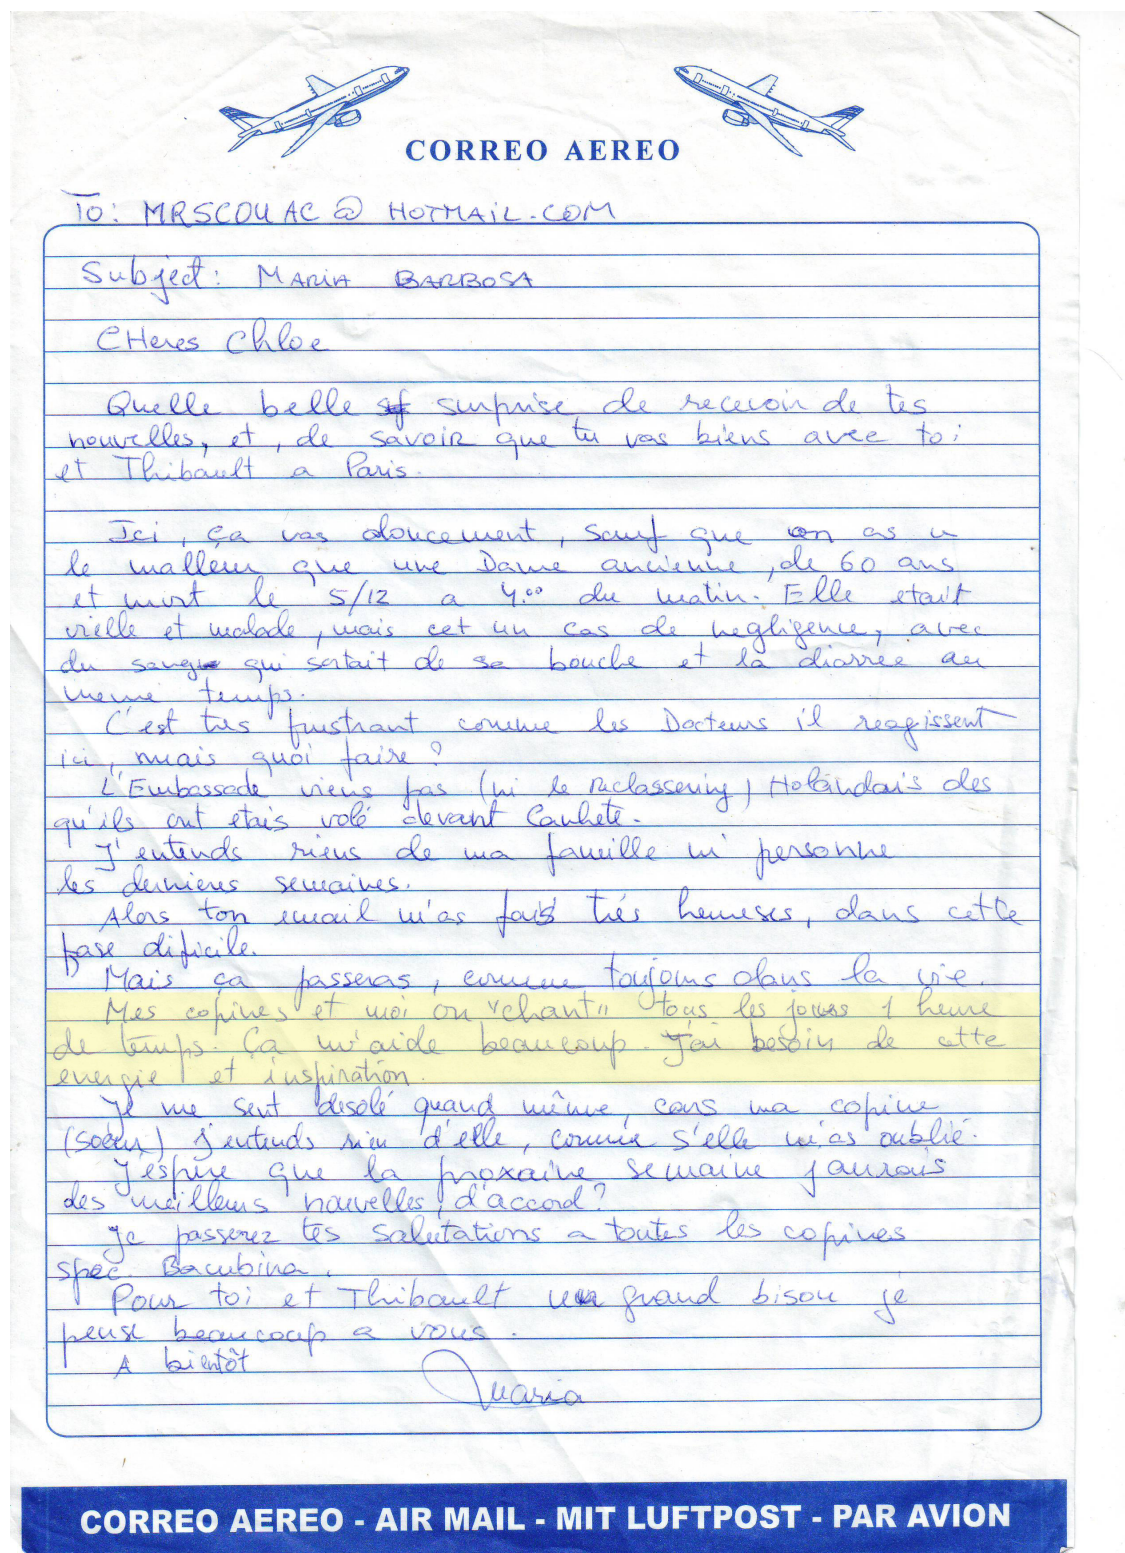 CORREO AEREO
To: MRSCOUAC@HOTMAIL.COM
Subject: MARIA BARBOSA
CHeres Chloe
Quelle belle surprise de recevoir de tes
nouvelles, et, de savoir que tu vas biens avec toi
et Thibault a Paris.
Ici, ça vas doucement, sauf que on as u
le malleur que une Dame ancienne, de 60 ans
et mort le 5/12 a 4.00 du matin. Elle etait
vielle et malade, mais cet un cas de negligence, avec
du sang qui sortait de sa bouche et la diarrée au
meme temps.
C'est tres frustrant comme les Docteurs il reagissent
ici, mais quoi faire?
L'Embassade viens pas (ni le reclassering) Holandais des
qu'ils ont etais volé devant Canhete.
J'entends riens de ma famille ni personne
les dernieres semaines.
Alors ton email m'as fais trés heureses, dans cette
fase dificile.
Mais ça passeras, comme toujours dans la vie.
Mes copines et moi on "chant" tous les jours 1 heure
de temps. Ça m'aide beaucoup. J'ai besoin de cette
energie et inspiration.
Je me sent desolé quand même, cars ma copine
(soeur) j'entends rien d'elle, comme s'elle m'as oublié.
J'espere que la proxaine semaine j'aurais
des meilleurs nouvelles, d'accord?
Je passerez tes salutations a toutes les copines
spec. Bambina.
Pour toi et Thibault un grand bisou je
pense beaucoup a vous.
A bientôt
Maria
CORREO AEREO - AIR MAIL - MIT LUFTPOST - PAR AVION